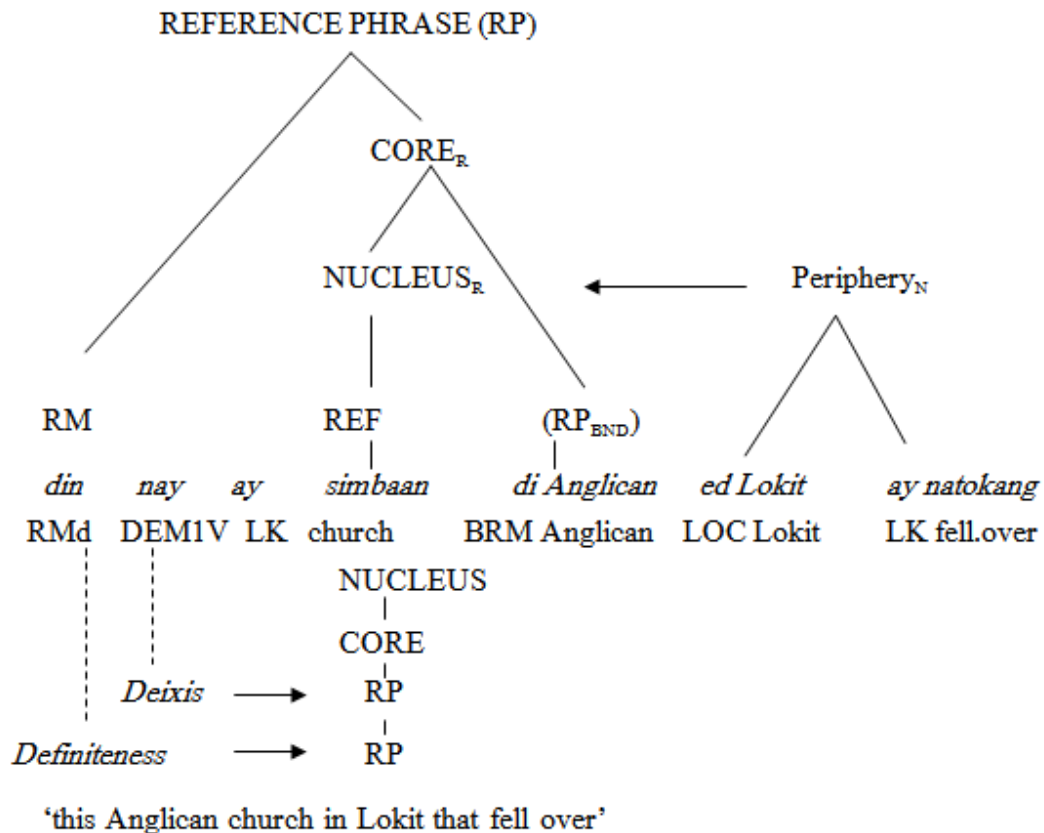 REFERENCE PHRASE (RP)
CORE_R
NUCLEUS_R Periphery_N
RM REF (RP_BND)
din nay ay simbaan di Anglican ed Lokit ay natokang
RMd DEM1V LK church BRM Anglican LOC Lokit LK fell.over
NUCLEUS
CORE
Deixis RP
Definiteness RP
‘this Anglican church in Lokit that fell over’